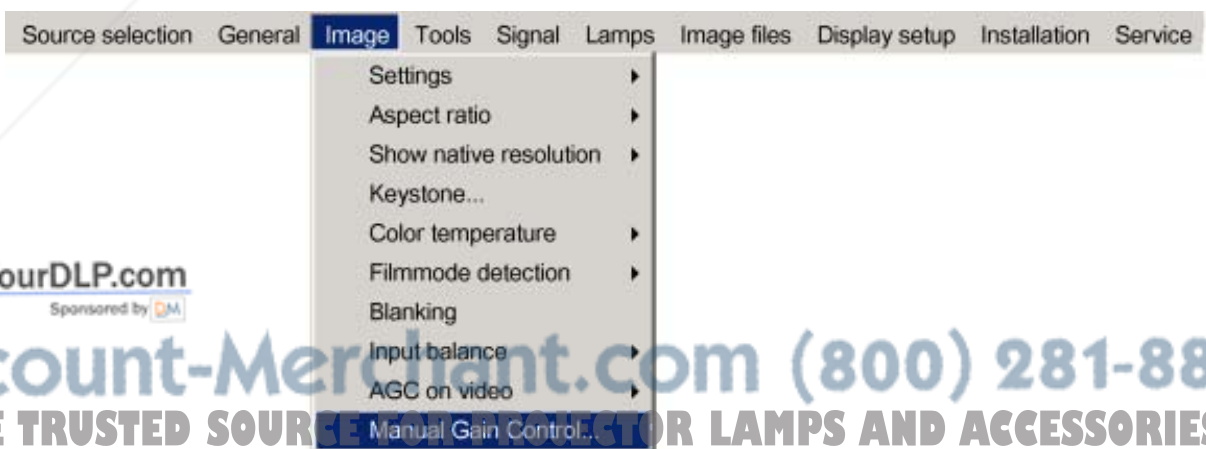 Source selection General Image Tools Signal Lamps Image files Display setup Installation Service
Settings
Aspect ratio
Show native resolution
Keystone...
Color temperature
Filmmode detection
ourDLP.com
Sponsored by DM
Blanking
Input balance
count-Merchant.com (800) 281-88
AGC on video
E TRUSTED SOURCE FOR PROJECTOR LAMPS AND ACCESSORIES
Manual Gain Control...